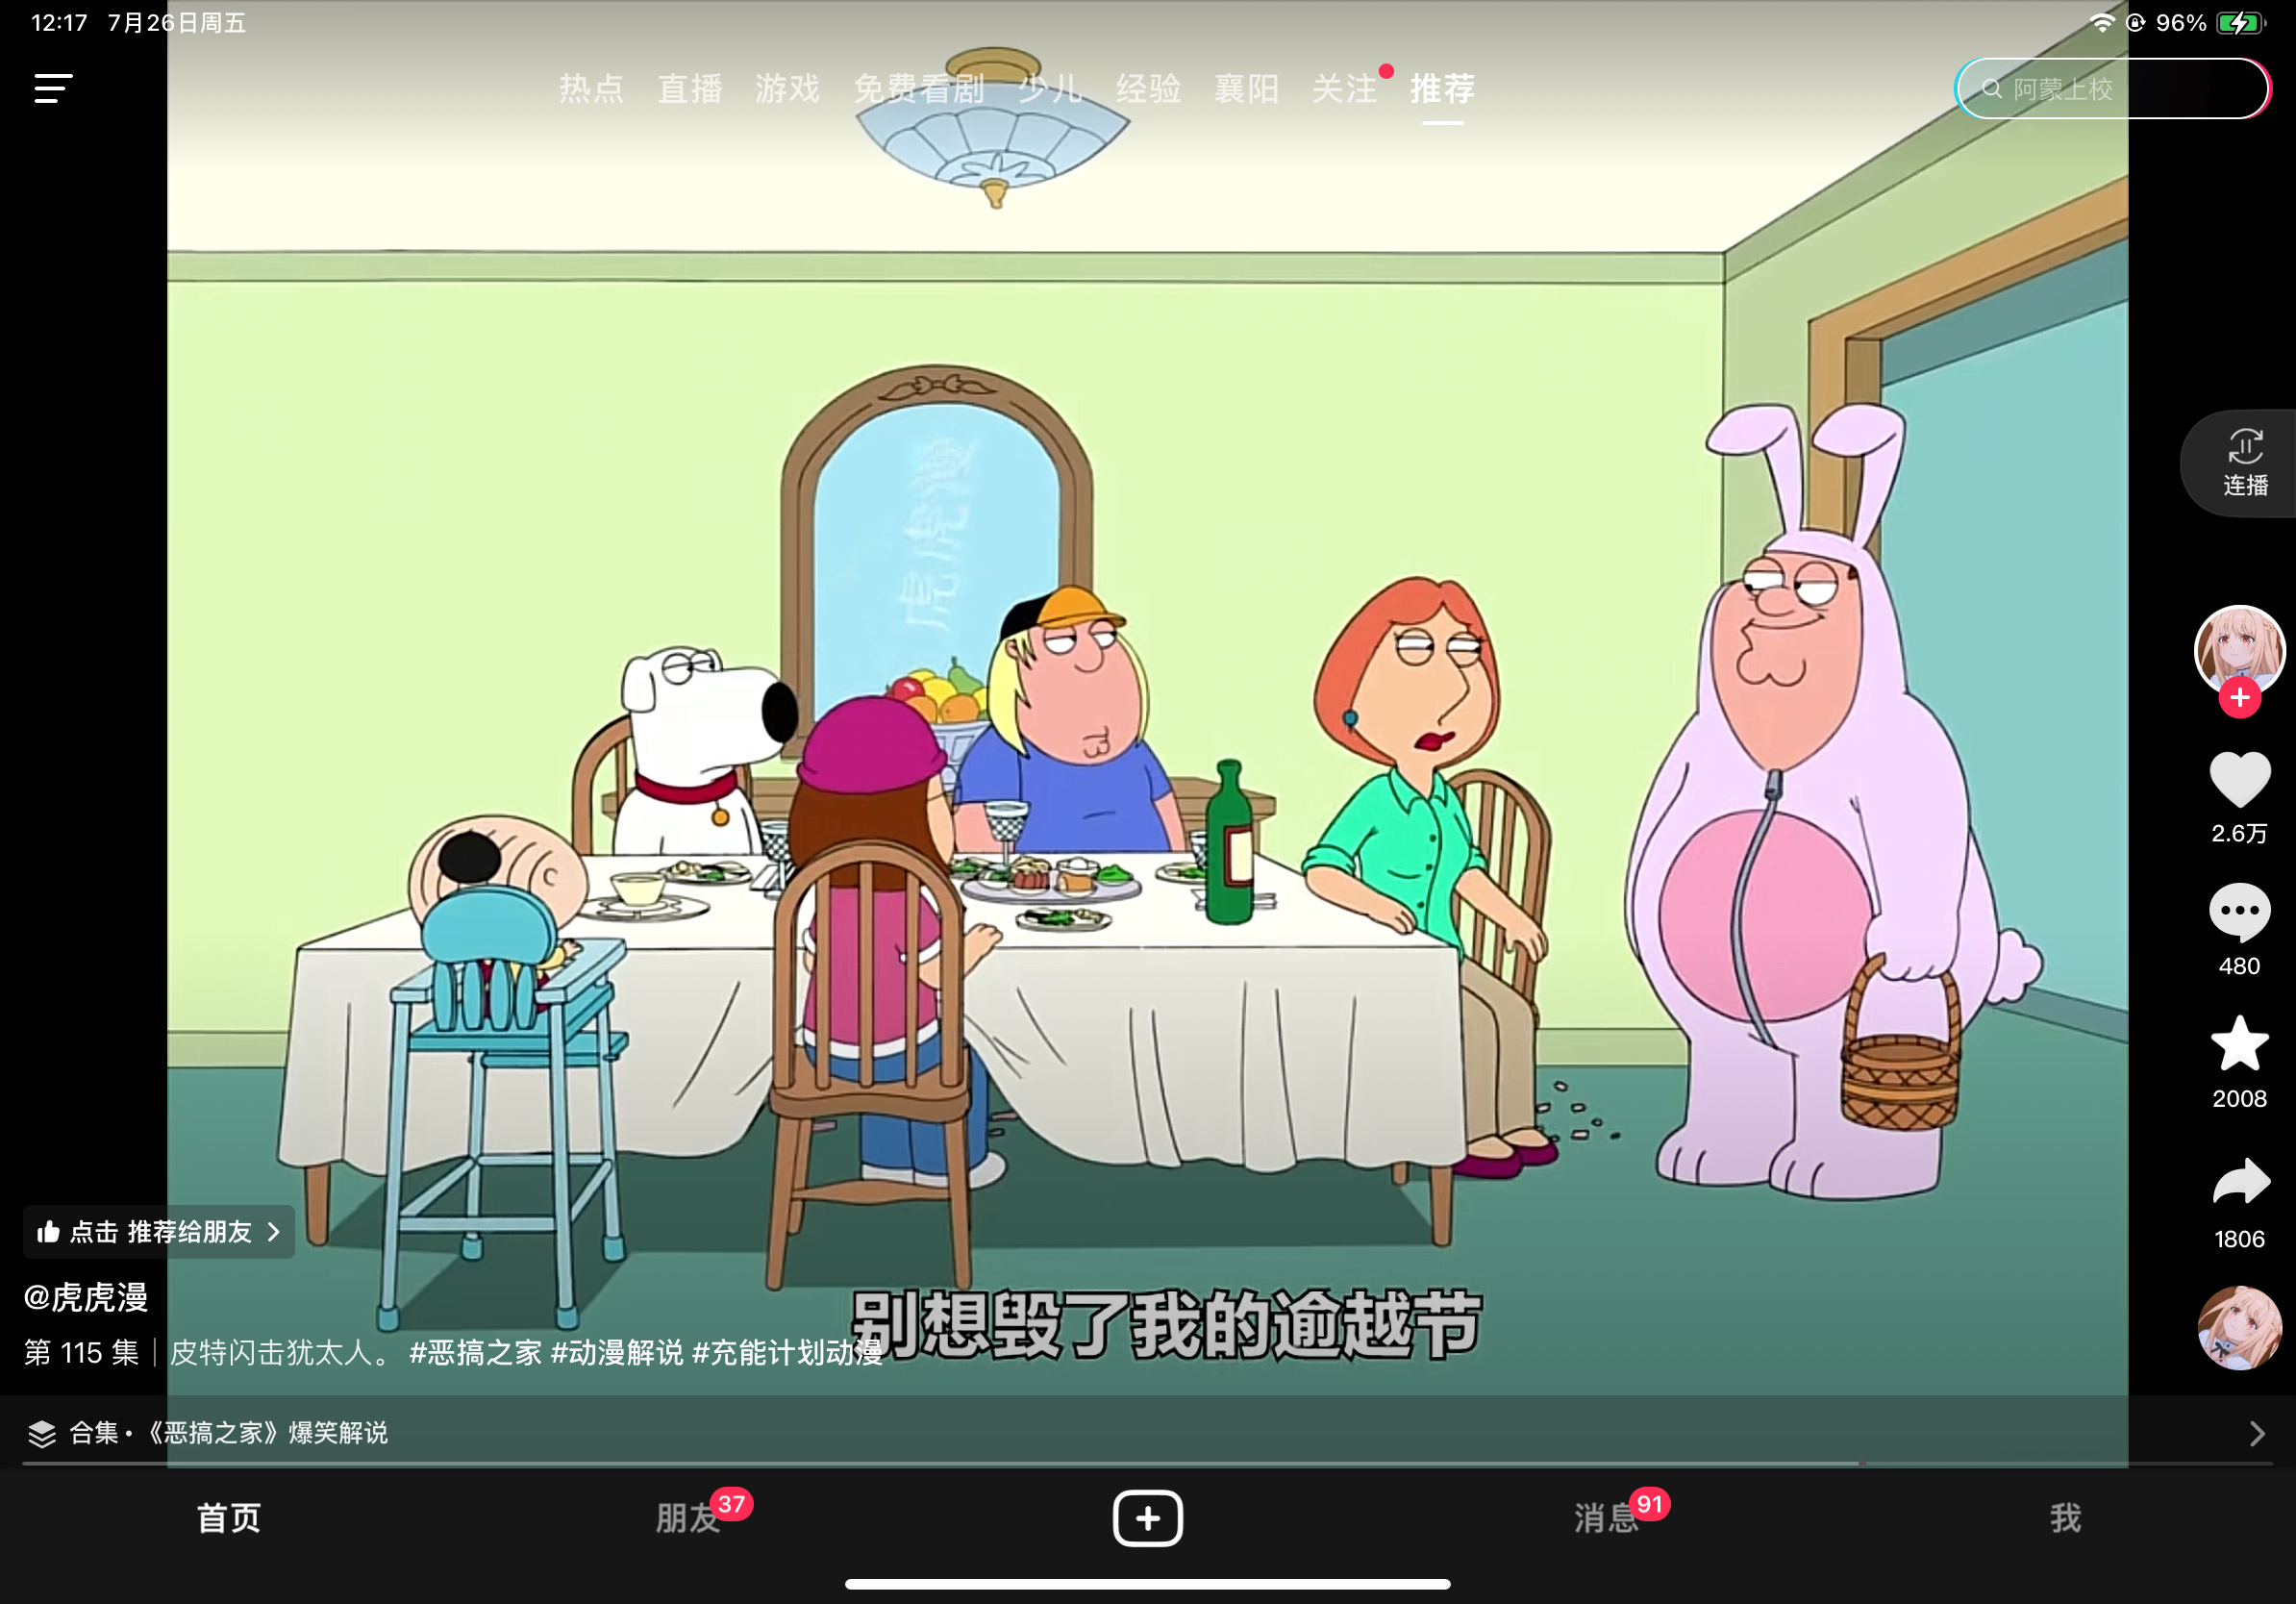 12:17 7月26日周五
96%
热点 直播 游戏 免费看剧 少儿 经验 襄阳 关注 推荐
阿蒙上校
连播
虎虎漫
2.6万
480
2008
1806
点击 推荐给朋友
@虎虎漫
别想毁了我的逾越节
第 115 集｜皮特闪击犹太人。 #恶搞之家 #动漫解说 #充能计划动漫
合集 • 《恶搞之家》爆笑解说
首页 朋友 37 消息 91 我